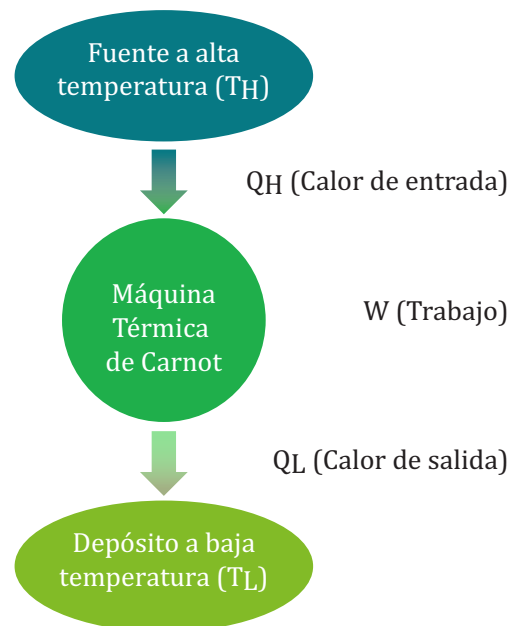 Fuente a alta
temperatura (TH)
QH (Calor de entrada)
Máquina
Térmica
de Carnot
W (Trabajo)
QL (Calor de salida)
Depósito a baja
temperatura (TL)